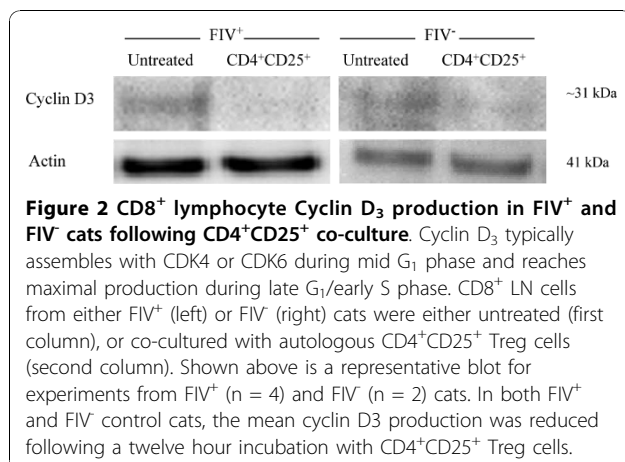 FIV⁺ FIV⁻
Untreated CD4⁺CD25⁺ Untreated CD4⁺CD25⁺
Cyclin D3 ~31 kDa
Actin 41 kDa
Figure 2 CD8⁺ lymphocyte Cyclin D₃ production in FIV⁺ and
FIV⁻ cats following CD4⁺CD25⁺ co-culture. Cyclin D₃ typically
assembles with CDK4 or CDK6 during mid G₁ phase and reaches
maximal production during late G₁/early S phase. CD8⁺ LN cells
from either FIV⁺ (left) or FIV⁻ (right) cats were either untreated (first
column), or co-cultured with autologous CD4⁺CD25⁺ Treg cells
(second column). Shown above is a representative blot for
experiments from FIV⁺ (n = 4) and FIV⁻ (n = 2) cats. In both FIV⁺
and FIV⁻ control cats, the mean cyclin D3 production was reduced
following a twelve hour incubation with CD4⁺CD25⁺ Treg cells.